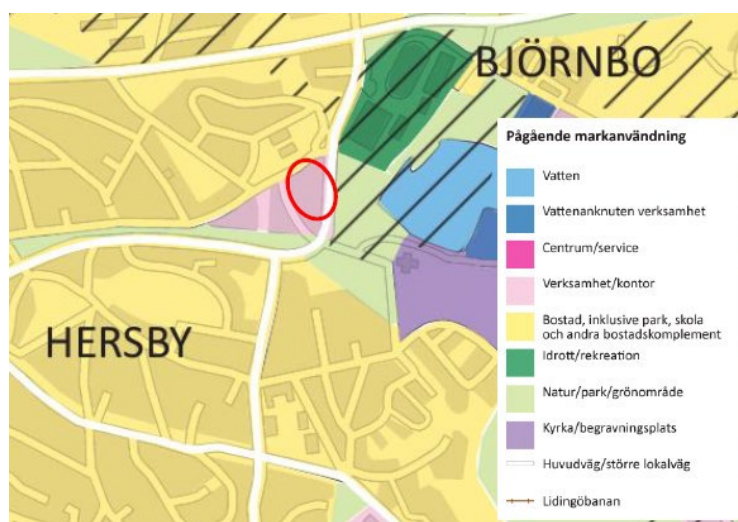 BJÖRNBO
HERSBY
Pågående markanvändning
Vatten
Vattenanknuten verksamhet
Centrum/service
Verksamhet/kontor
Bostad, inklusive park, skola
och andra bostadskomplement
Idrott/rekreation
Natur/park/grönområde
Kyrka/begravningsplats
Huvudväg/större lokalväg
Lidingöbanan